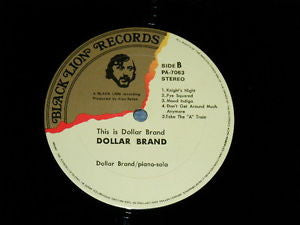 BLACK LION RECORDS
A BLACK LION recording
Produced by Alan Bates
SIDE B
PA-7063
STEREO
1.Knight's Night
2.Pye Squared
3.Mood Indigo
4.Don't Get Around Much
Anymore
5.Take The "A" Train
This is Dollar Brand
DOLLAR BRAND
Dollar Brand/piano-solo